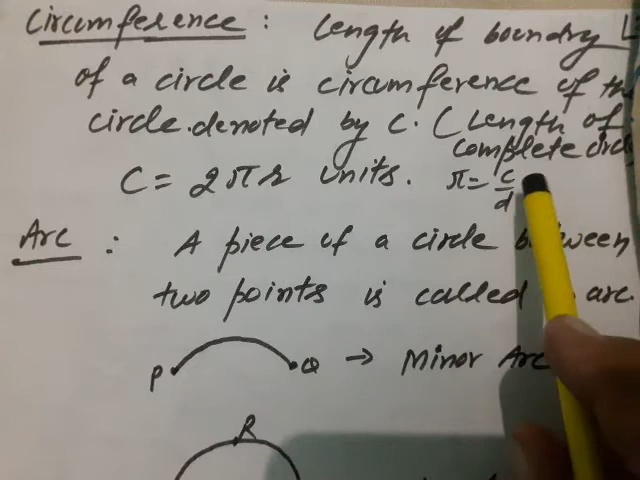 Circumference : Length of boundry
of a circle is circumference of the
circle. denoted by C. ( Length of
complete circle
C = 2πr units. π = c/d
Arc : A piece of a circle between
two points is called arc
P Q → Minor Arc
R